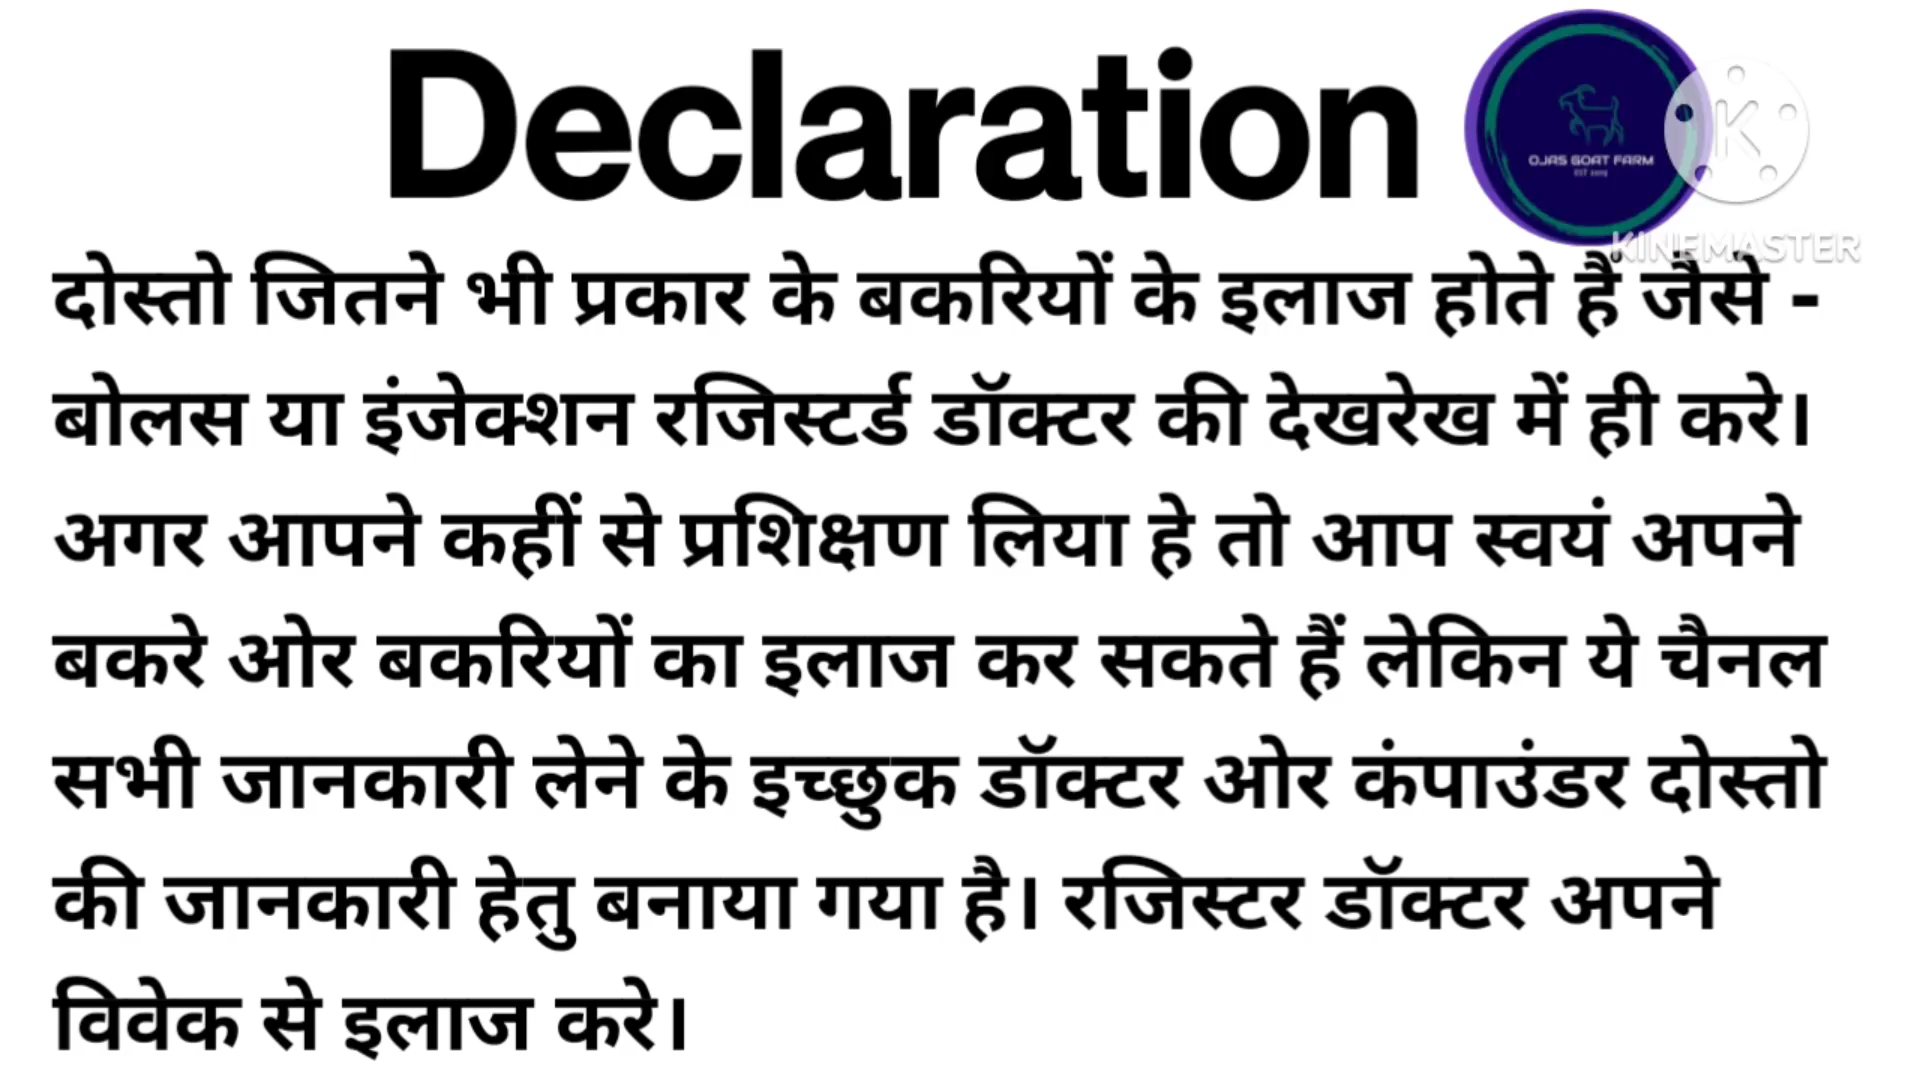 Declaration
OJAS GOAT FARM
KINEMASTER
दोस्तो जितने भी प्रकार के बकरियों के इलाज होते हैं जैसे -
बोलस या इंजेक्शन रजिस्टर्ड डॉक्टर की देखरेख में ही करे।
अगर आपने कहीं से प्रशिक्षण लिया हे तो आप स्वयं अपने
बकरे ओर बकरियों का इलाज कर सकते हैं लेकिन ये चैनल
सभी जानकारी लेने के इच्छुक डॉक्टर ओर कंपाउंडर दोस्तो
की जानकारी हेतु बनाया गया है। रजिस्टर डॉक्टर अपने
विवेक से इलाज करे।